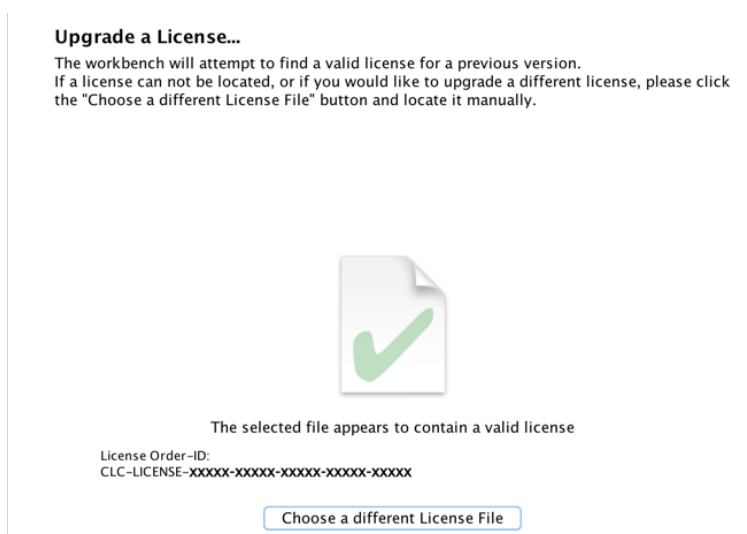 Upgrade a License...
The workbench will attempt to find a valid license for a previous version.
If a license can not be located, or if you would like to upgrade a different license, please click
the "Choose a different License File" button and locate it manually.
The selected file appears to contain a valid license
License Order-ID:
CLC-LICENSE-XXXXX-XXXXX-XXXXX-XXXXX-XXXXX
Choose a different License File